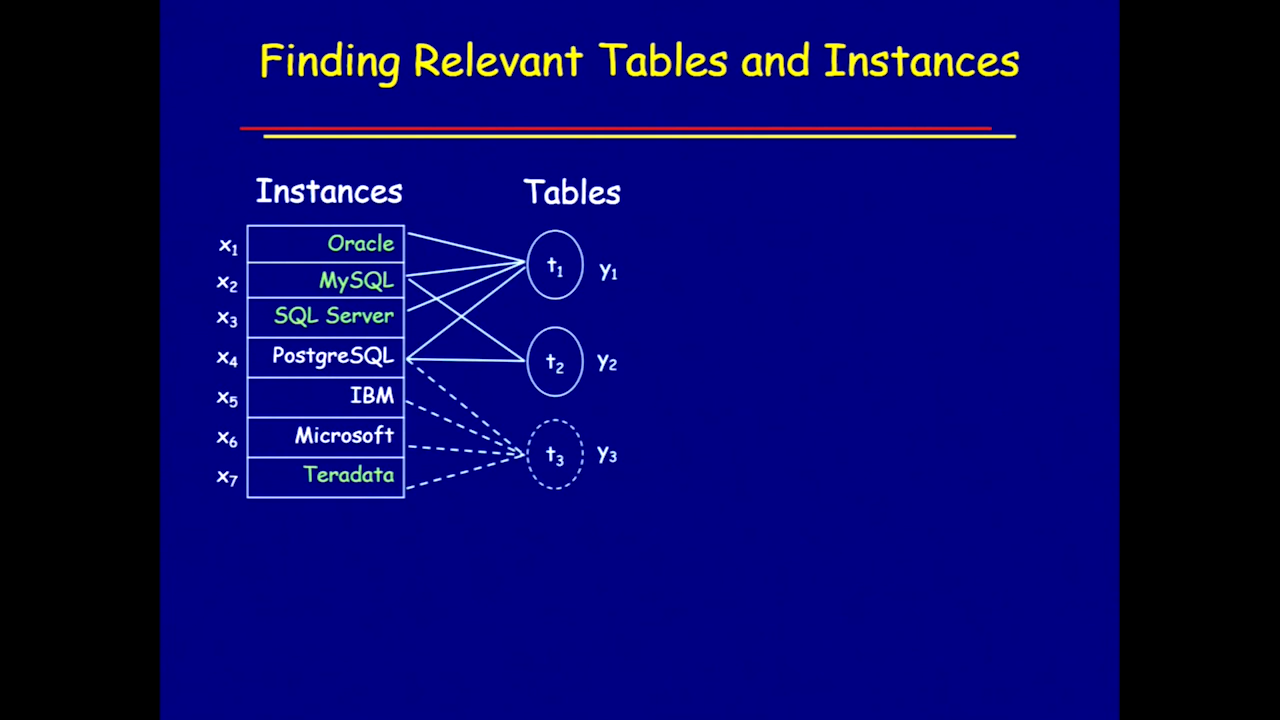 Finding Relevant Tables and Instances
Instances Tables
x1 Oracle
x2 MySQL
x3 SQL Server
x4 PostgreSQL
x5 IBM
x6 Microsoft
x7 Teradata
t1 y1
t2 y2
t3 y3